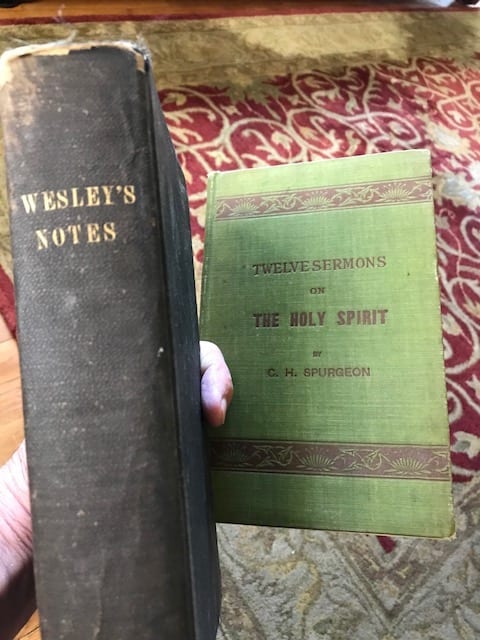 WESLEY'S
NOTES
TWELVE SERMONS
ON
THE HOLY SPIRIT
BY
C. H. SPURGEON